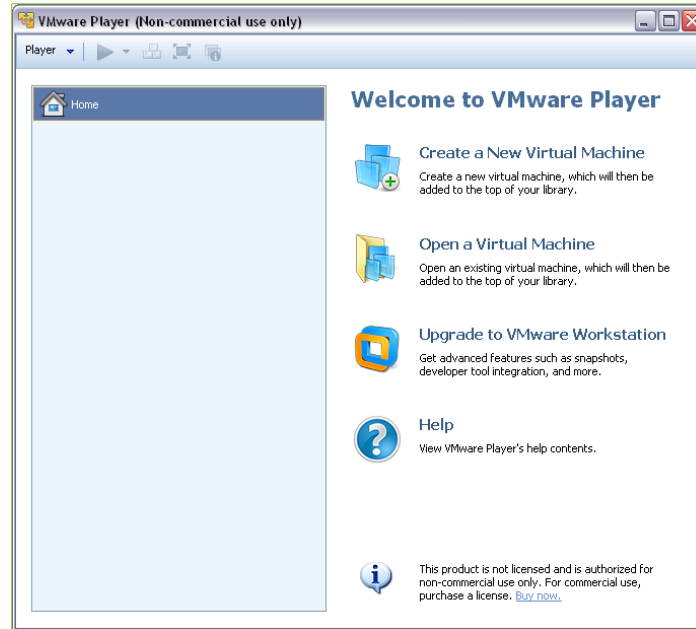 VMware Player (Non-commercial use only)
Player
Home
Welcome to VMware Player
Create a New Virtual Machine
Create a new virtual machine, which will then be
added to the top of your library.
Open a Virtual Machine
Open an existing virtual machine, which will then be
added to the top of your library.
Upgrade to VMware Workstation
Get advanced features such as snapshots,
developer tool integration, and more.
Help
View VMware Player's help contents.
This product is not licensed and is authorized for
non-commercial use only. For commercial use,
purchase a license. Buy now.